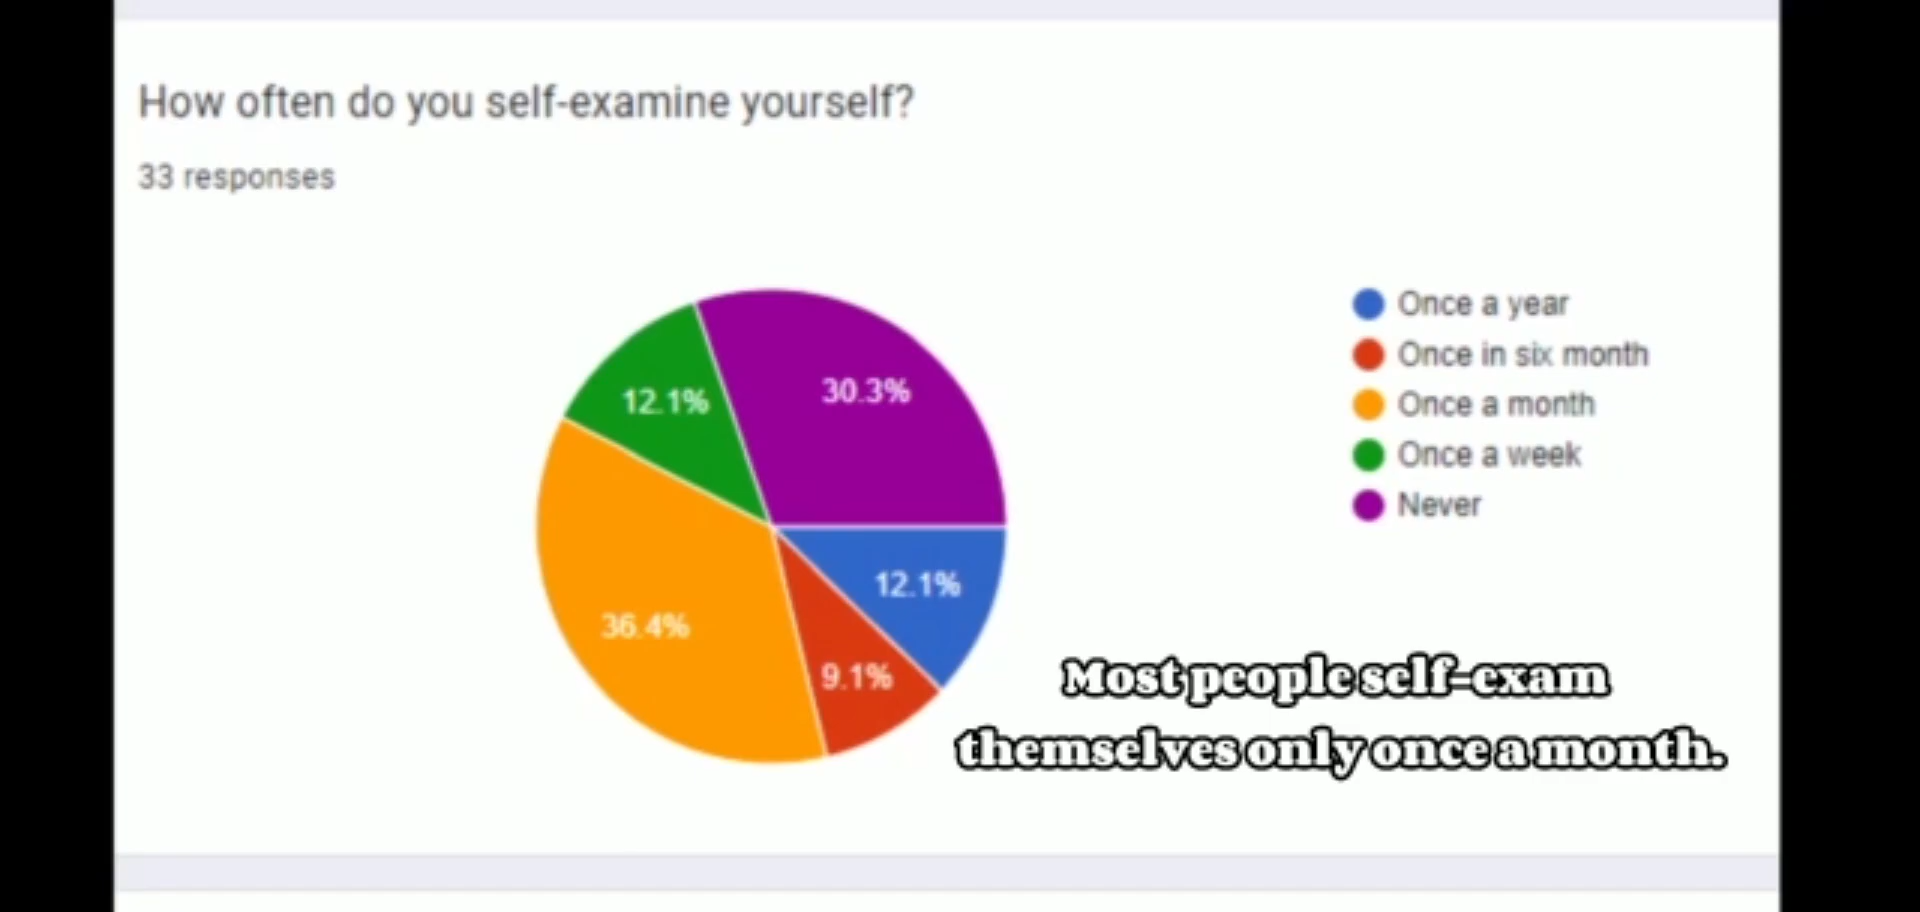 How often do you self-examine yourself?
33 responses
30.3%
12.1%
12.1%
36.4%
9.1%
Once a year
Once in six month
Once a month
Once a week
Never
Most people self-exam
themselves only once a month.